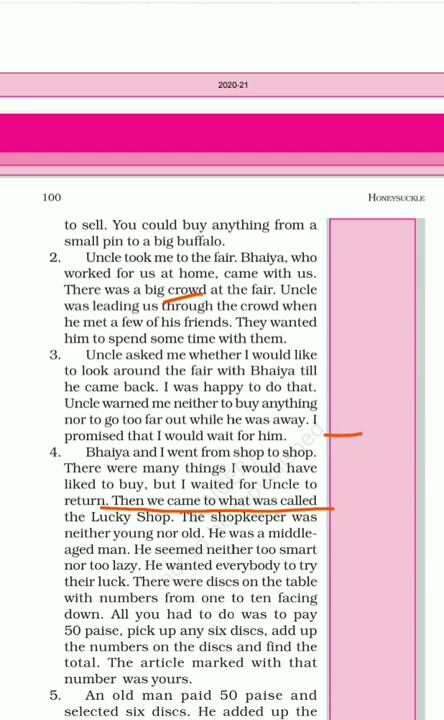 2020-21
100 HONEYSUCKLE
to sell. You could buy anything from a
small pin to a big buffalo.
2. Uncle took me to the fair. Bhaiya, who
worked for us at home, came with us.
There was a big crowd at the fair. Uncle
was leading us through the crowd when
he met a few of his friends. They wanted
him to spend some time with them.
3. Uncle asked me whether I would like
to look around the fair with Bhaiya till
he came back. I was happy to do that.
Uncle warned me neither to buy anything
nor to go too far out while he was away. I
promised that I would wait for him.
4. Bhaiya and I went from shop to shop.
There were many things I would have
liked to buy, but I waited for Uncle to
return. Then we came to what was called
the Lucky Shop. The shopkeeper was
neither young nor old. He was a middle-
aged man. He seemed neither too smart
nor too lazy. He wanted everybody to try
their luck. There were discs on the table
with numbers from one to ten facing
down. All you had to do was to pay
50 paise, pick up any six discs, add up
the numbers on the discs and find the
total. The article marked with that
number was yours.
5. An old man paid 50 paise and
selected six discs. He added up the